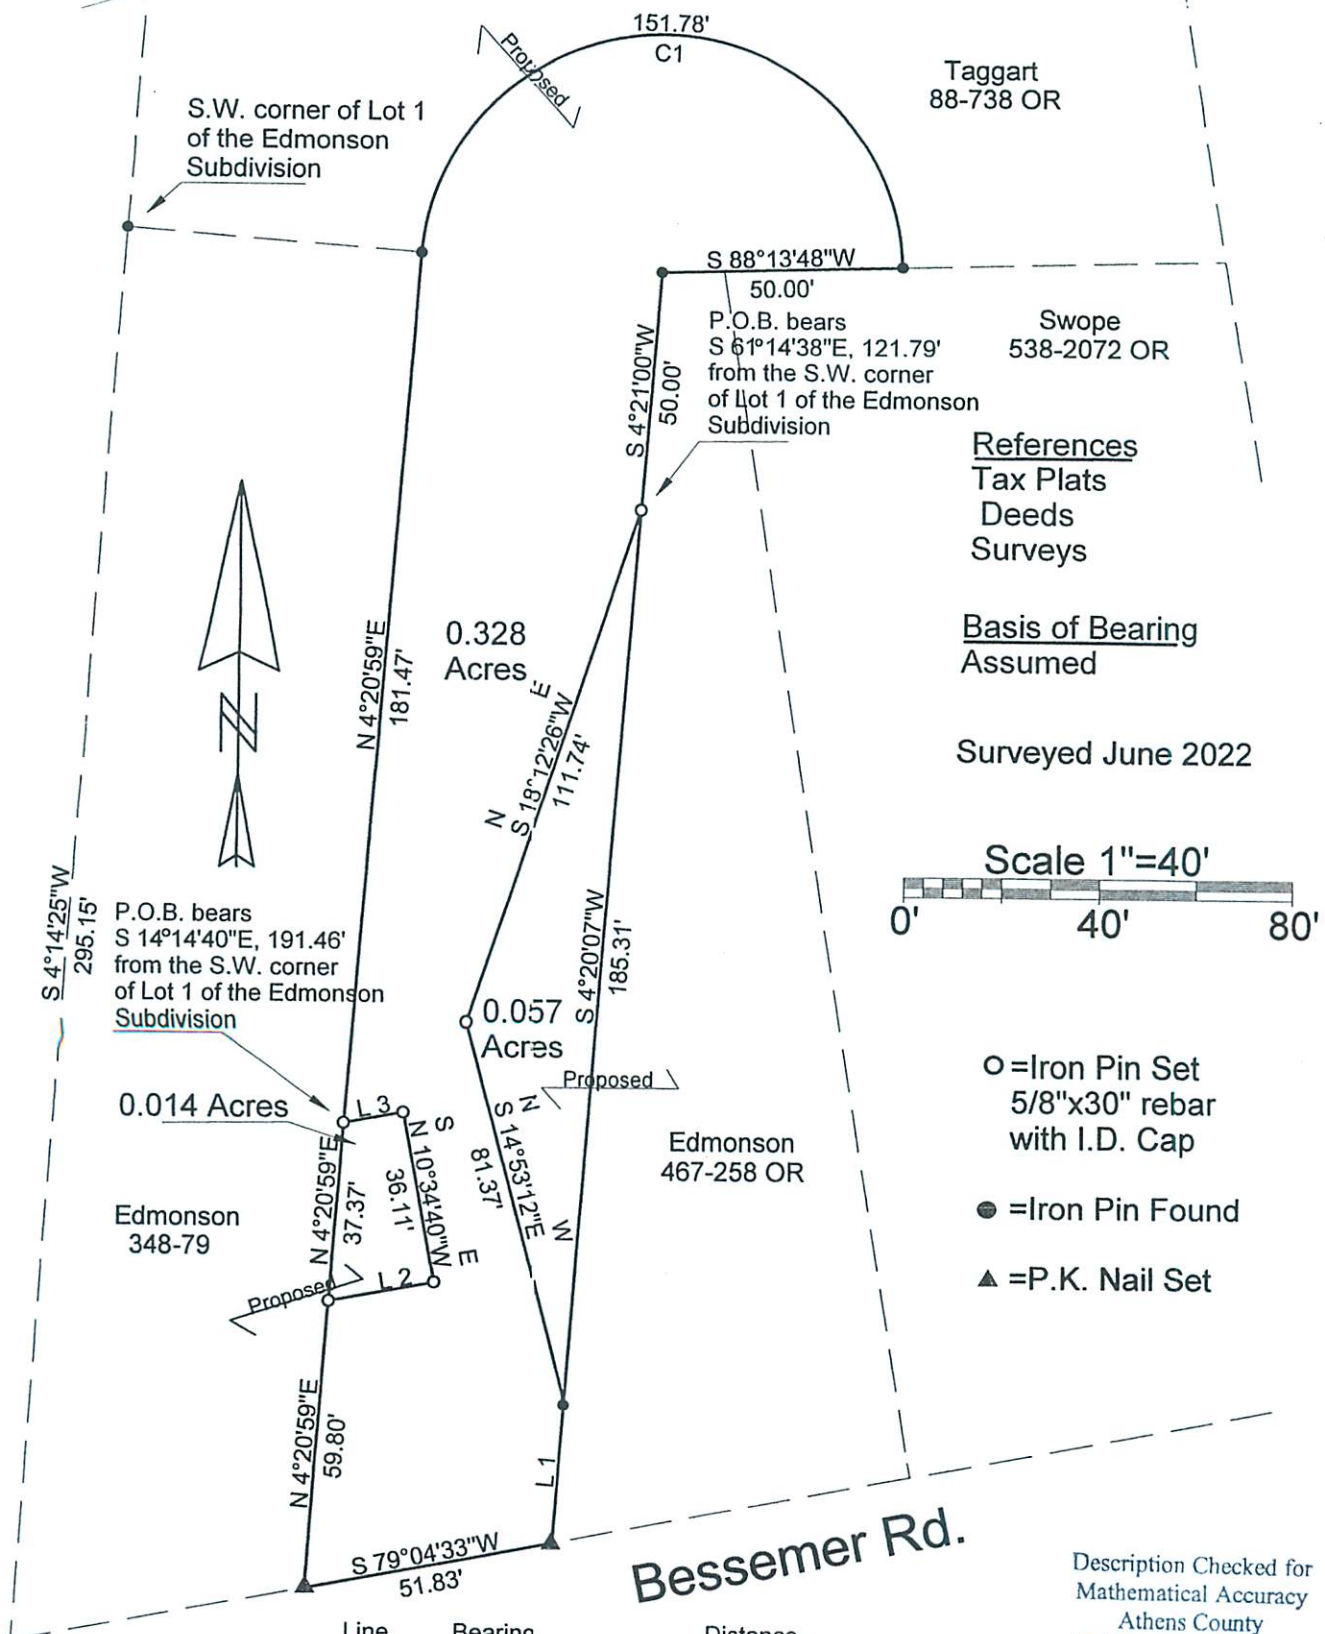 151.78'
C1
Proposed
Taggart
88-738 OR
S.W. corner of Lot 1
of the Edmonson
Subdivision
S 88°13'48"W
50.00'
P.O.B. bears
S 61°14'38"E, 121.79'
from the S.W. corner
of Lot 1 of the Edmonson
Subdivision
Swope
538-2072 OR
S 4°21'00"W
50.00'
References
Tax Plats
Deeds
Surveys
Basis of Bearing
Assumed
Surveyed June 2022
Scale 1"=40'
0' 40' 80'
N
0.328
Acres
N 4°20'59"E
181.47'
N E
S 18°12'26"W
111.74'
S 4°20'07"W
185.31'
S 4°14'25"W
295.15'
P.O.B. bears
S 14°14'40"E, 191.46'
from the S.W. corner
of Lot 1 of the Edmonson
Subdivision
0.057
Acres
Proposed
0.014 Acres
L 3
N 4°20'59"E
37.37'
S E
N 10°34'40"W
36.11'
N W
S 14°53'12"E
81.37'
Edmonson
467-258 OR
Edmonson
348-79
Proposed
L 2
O =Iron Pin Set
5/8"x30" rebar
with I.D. Cap
=Iron Pin Found
=P.K. Nail Set
N 4°20'59"E
59.80'
L 1
S 79°04'33"W
51.83'
Bessemer Rd.
Description Checked for
Mathematical Accuracy
Athens County
Line Bearing Distance